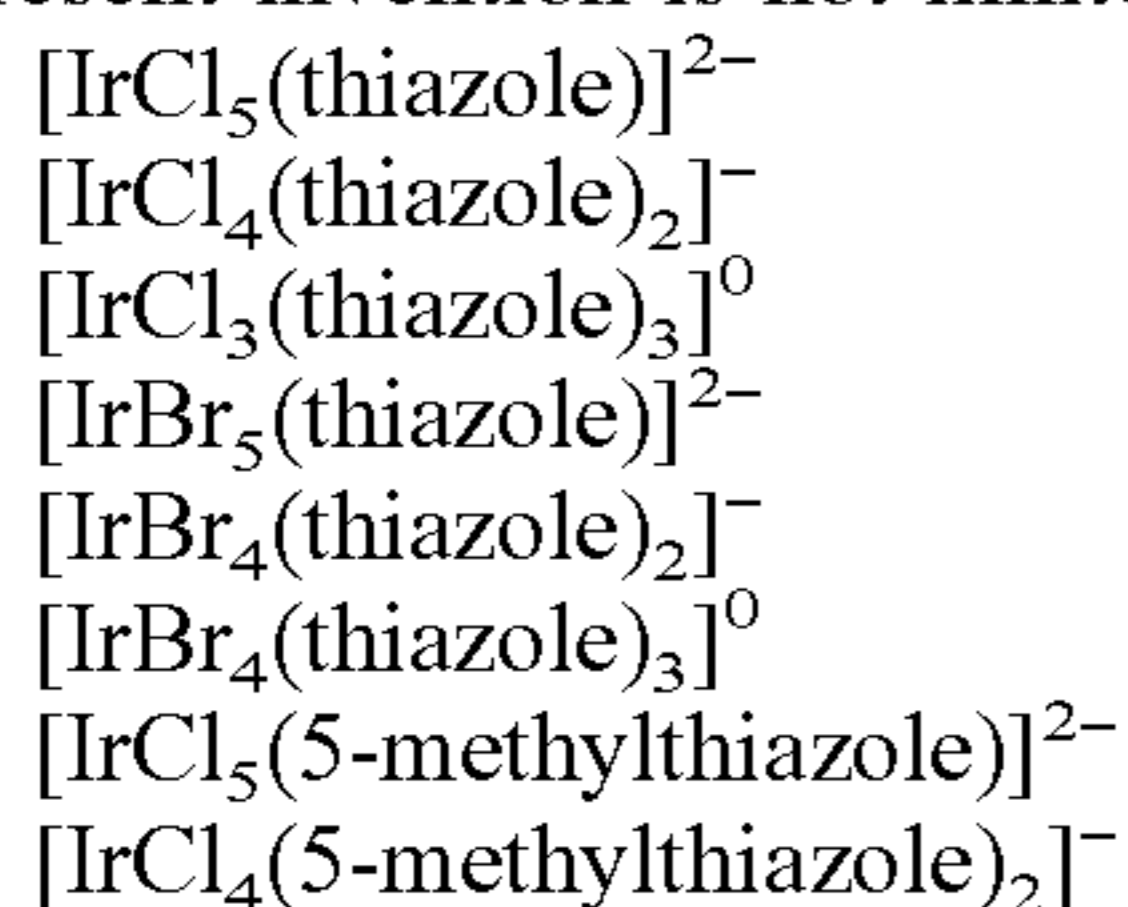 [IrCl₅(thiazole)]²⁻
[IrCl₄(thiazole)₂]⁻
[IrCl₃(thiazole)₃]⁰
[IrBr₅(thiazole)]²⁻
[IrBr₄(thiazole)₂]⁻
[IrBr₄(thiazole)₃]⁰
[IrCl₅(5-methylthiazole)]²⁻
[IrCl₄(5-methylthiazole)₂]⁻